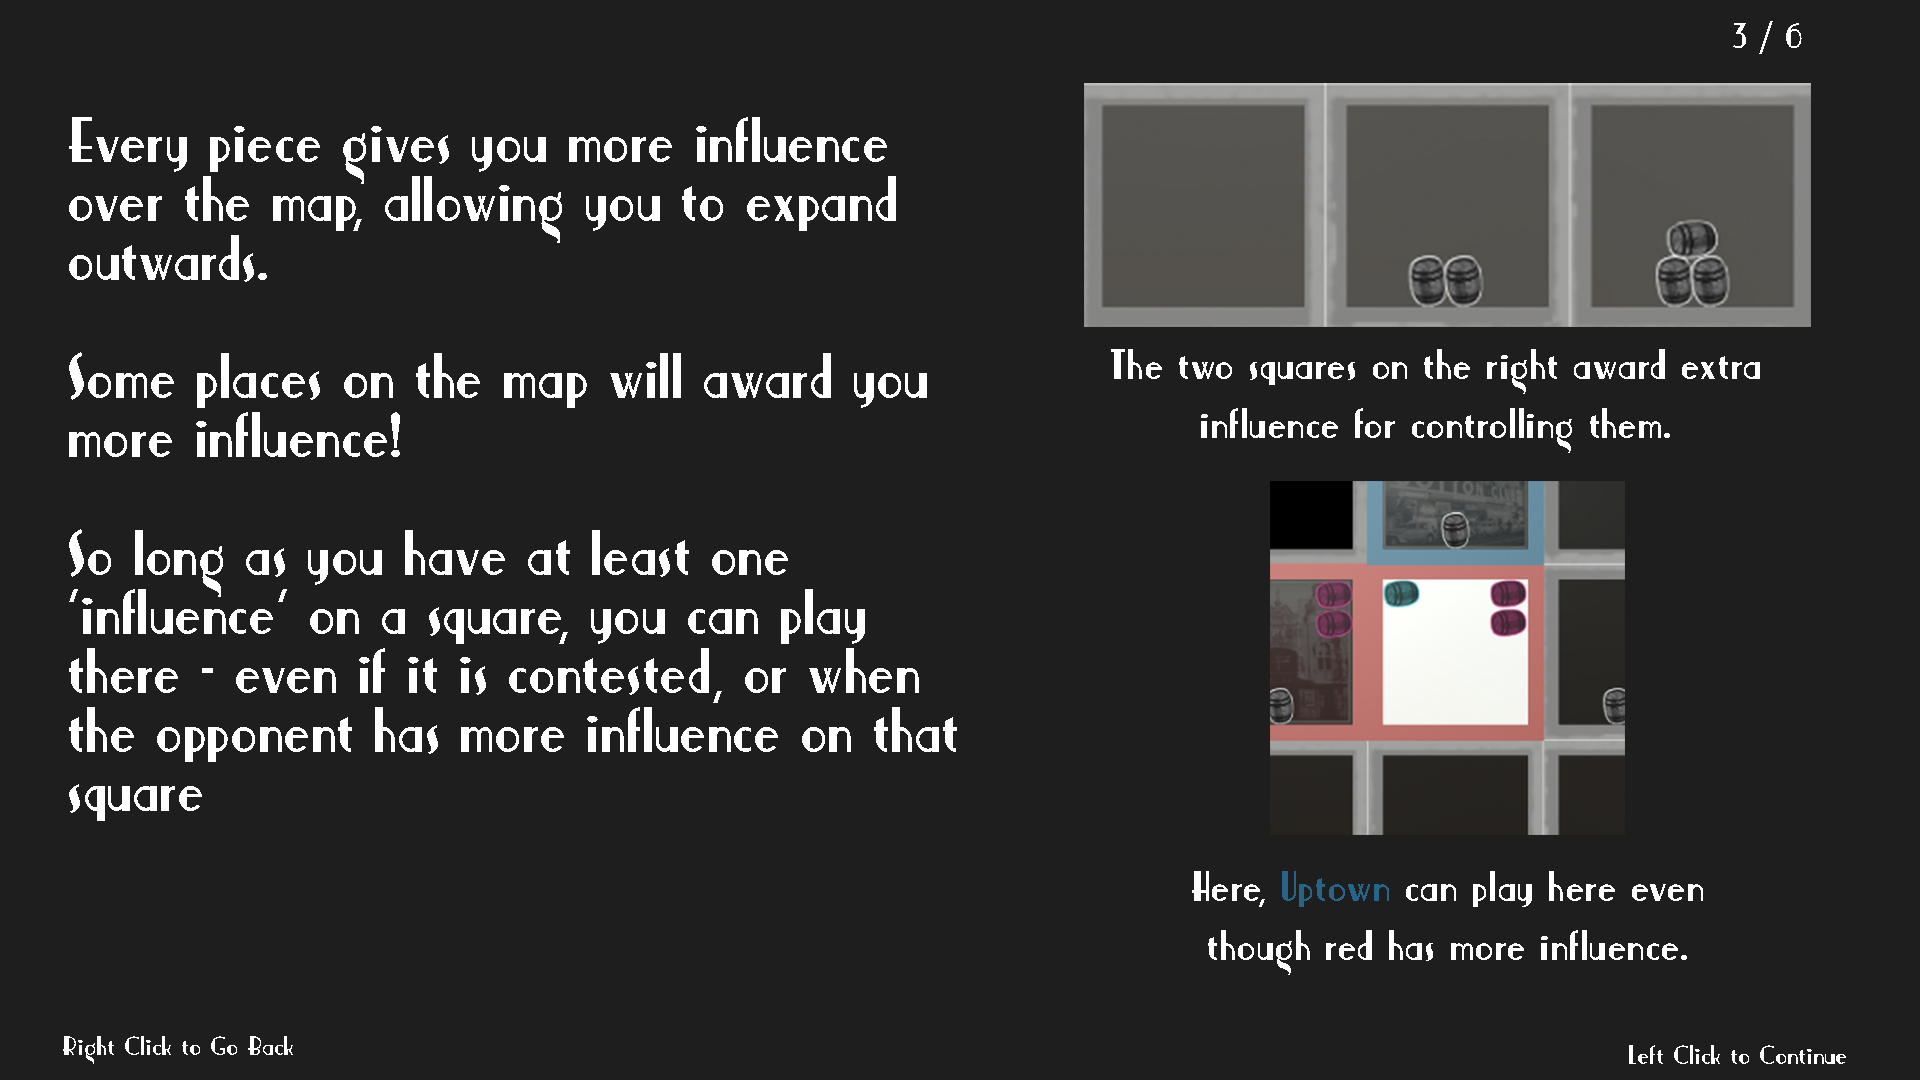 3 / 6
Every piece gives you more influence
over the map, allowing you to expand
outwards.
Some places on the map will award you
more influence!
So long as you have at least one
'influence' on a square, you can play
there - even if it is contested, or when
the opponent has more influence on that
square
The two squares on the right award extra
influence for controlling them.
Here, Uptown can play here even
though red has more influence.
Right Click to Go Back
Left Click to Continue